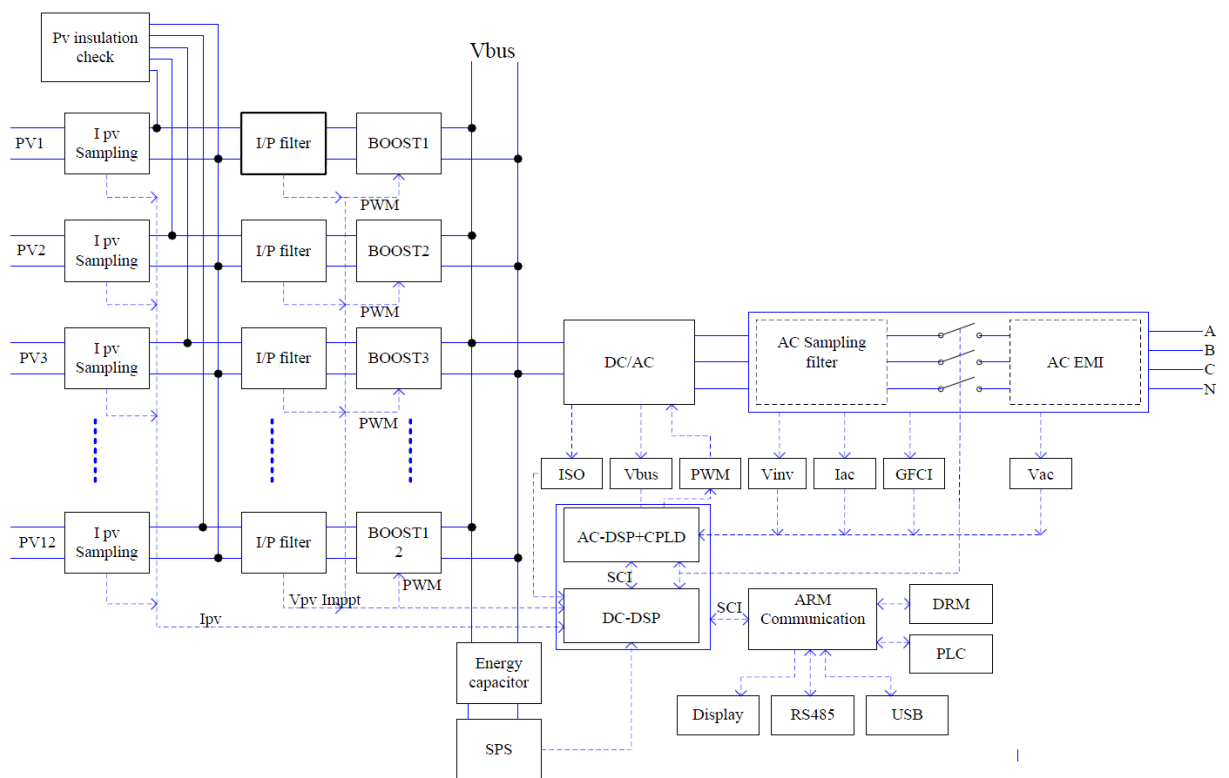 Pv insulation
check
Vbus
PV1
I pv
Sampling
I/P filter
BOOST1
PWM
PV2
I pv
Sampling
I/P filter
BOOST2
PWM
PV3
I pv
Sampling
I/P filter
BOOST3
PWM
DC/AC
AC Sampling
filter
AC EMI
A
B
C
N
ISO
Vbus
PWM
Vinv
Iac
GFCI
Vac
PV12
I pv
Sampling
I/P filter
BOOST1
2
PWM
AC-DSP+CPLD
SCI
Vpv Imppt
Ipv
DC-DSP
SCI
ARM
Communication
DRM
PLC
Energy
capacitor
Display
RS485
USB
SPS